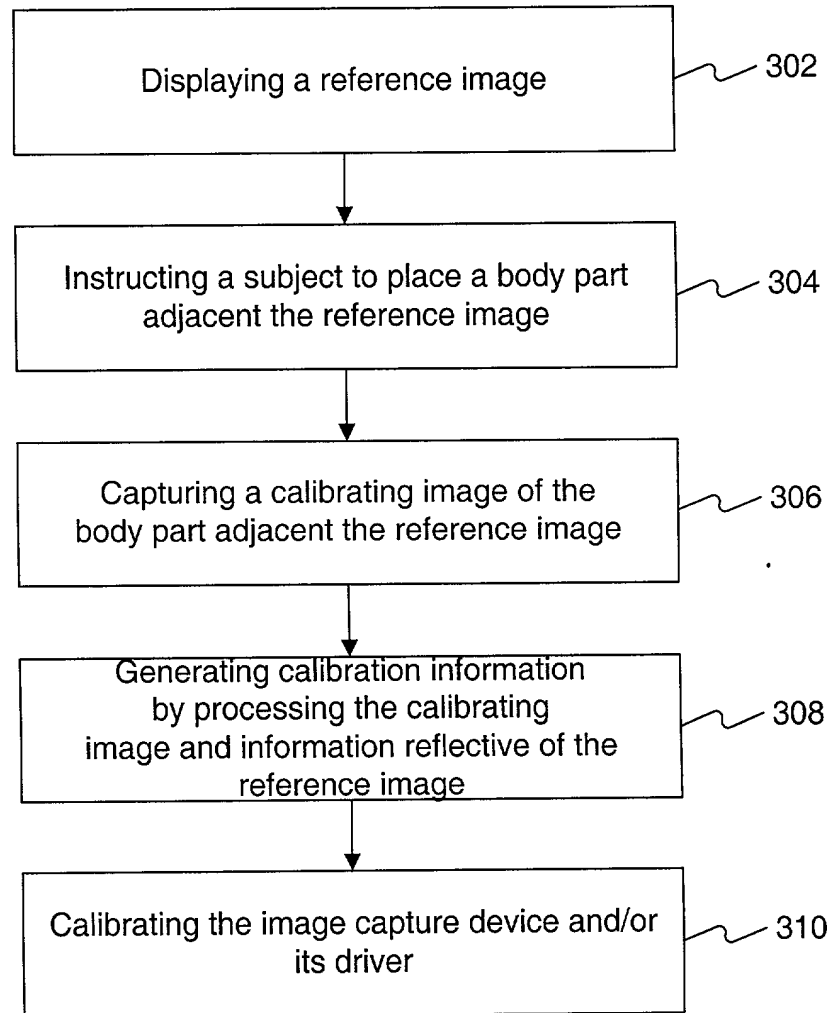 Displaying a reference image
302
Instructing a subject to place a body part
adjacent the reference image
304
Capturing a calibrating image of the
body part adjacent the reference image
306
Generating calibration information
by processing the calibrating
image and information reflective of the
reference image
308
Calibrating the image capture device and/or
its driver
310